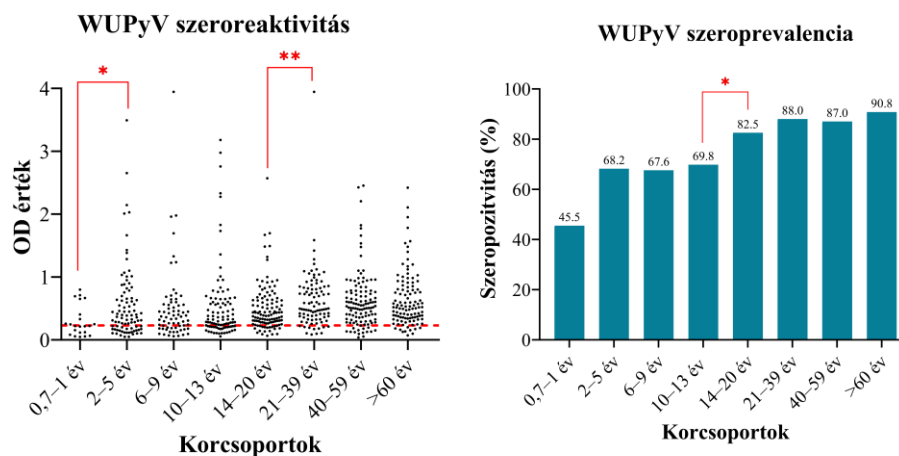 WUPyV szeroreaktivitás
*
**
OD érték
4
3
2
1
0
0,7–1 év
2–5 év
6–9 év
10–13 év
14–20 év
21–39 év
40–59 év
>60 év
Korcsoportok
WUPyV szeroprevalencia
*
Szeropozitvitás (%)
100
80
60
40
20
0
45.5
68.2
67.6
69.8
82.5
88.0
87.0
90.8
0,7–1 év
2–5 év
6–9 év
10–13 év
14–20 év
21–39 év
40–59 év
>60 év
Korcsoportok